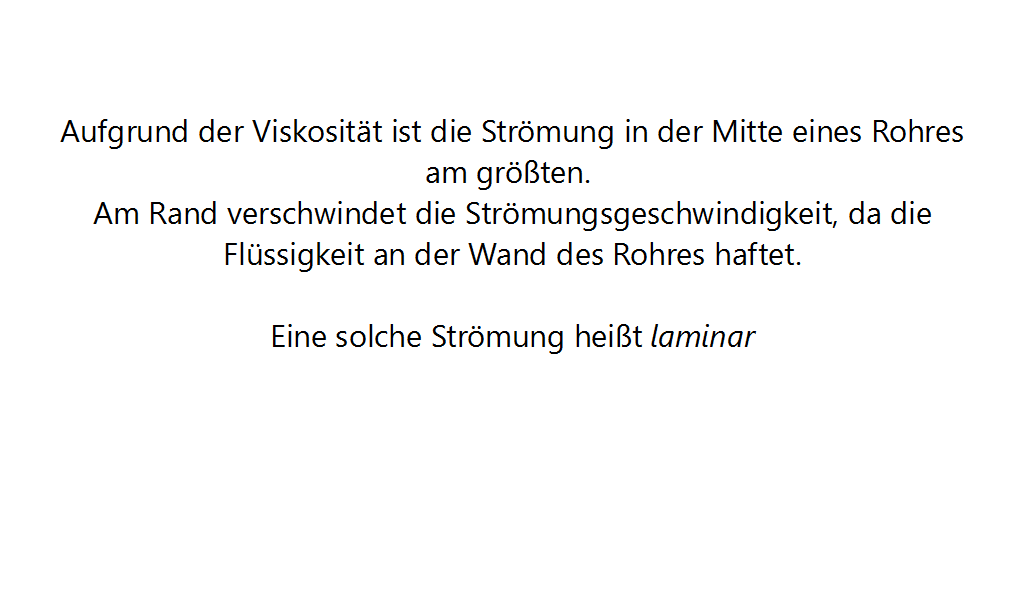 Aufgrund der Viskosität ist die Strömung in der Mitte eines Rohres
am größten.
Am Rand verschwindet die Strömungsgeschwindigkeit, da die
Flüssigkeit an der Wand des Rohres haftet.
Eine solche Strömung heißt laminar